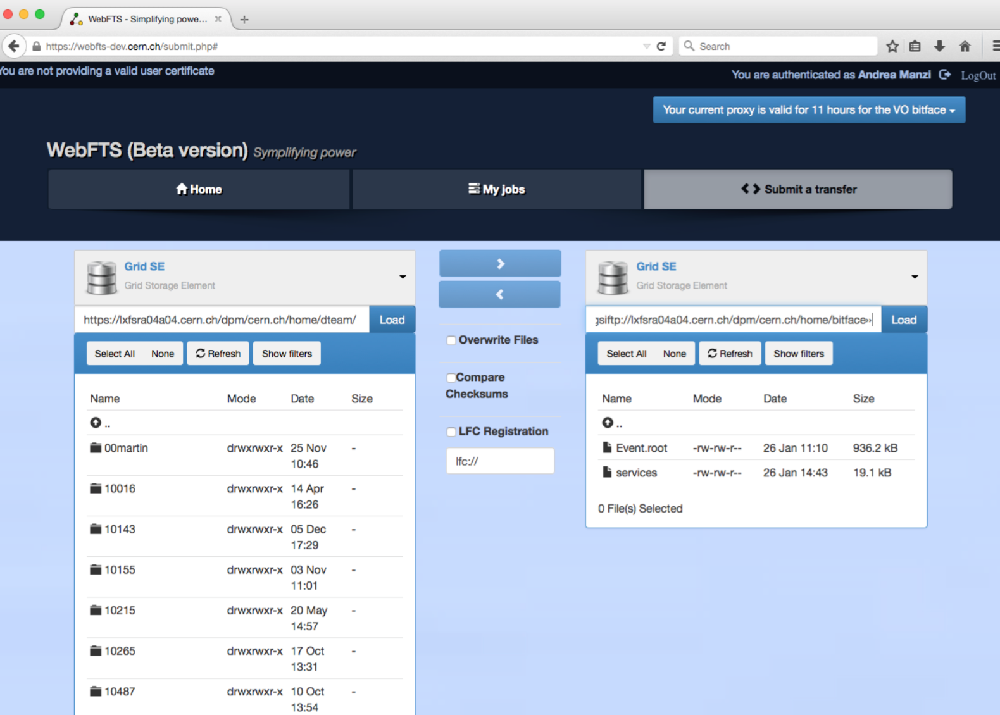 WebFTS - Simplifying powe...
https://webfts-dev.cern.ch/submit.php#
Search
You are not providing a valid user certificate
You are authenticated as Andrea Manzi LogOut
Your current proxy is valid for 11 hours for the VO bitface
WebFTS (Beta version) Symplifying power
Home
My jobs
Submit a transfer
Grid SE
Grid Storage Element
https://lxfsra04a04.cern.ch/dpm/cern.ch/home/dteam/ Load
Select All None Refresh Show filters
Name Mode Date Size
..
00martin drwxrwxr-x 25 Nov -
10:46
10016 drwxrwxr-x 14 Apr -
16:26
10143 drwxrwxr-x 05 Dec -
17:29
10155 drwxrwxr-x 03 Nov -
11:01
10215 drwxrwxr-x 20 May -
14:57
10265 drwxrwxr-x 17 Oct -
13:31
10487 drwxrwxr-x 10 Oct -
13:54
Overwrite Files
Compare
Checksums
LFC Registration
lfc://
Grid SE
Grid Storage Element
gsiftp://lxfsra04a04.cern.ch/dpm/cern.ch/home/bitface›› Load
Select All None Refresh Show filters
Name Mode Date Size
..
Event.root -rw-rw-r-- 26 Jan 11:10 936.2 kB
services -rw-rw-r-- 26 Jan 14:43 19.1 kB
0 File(s) Selected